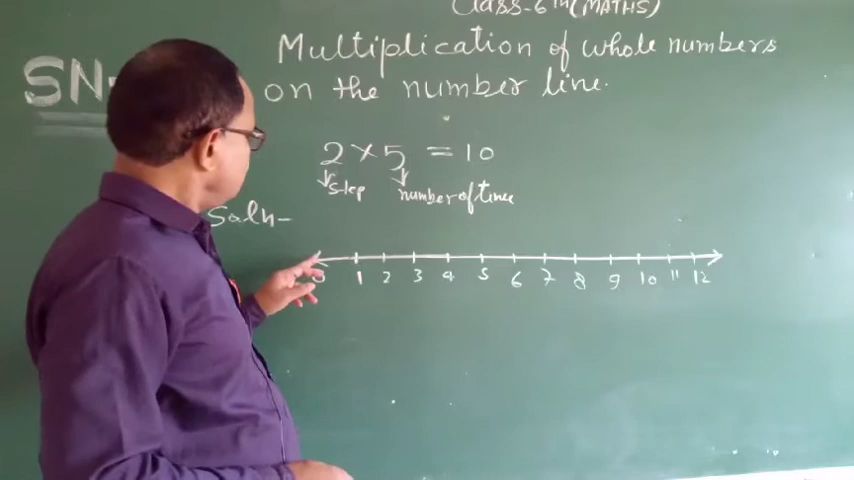 Class-6th (MATHS)
Multiplication of whole numbers
SN
on the number line.
2 × 5 = 10
step number of times
Soln-
0 1 2 3 4 5 6 7 8 9 10 11 12